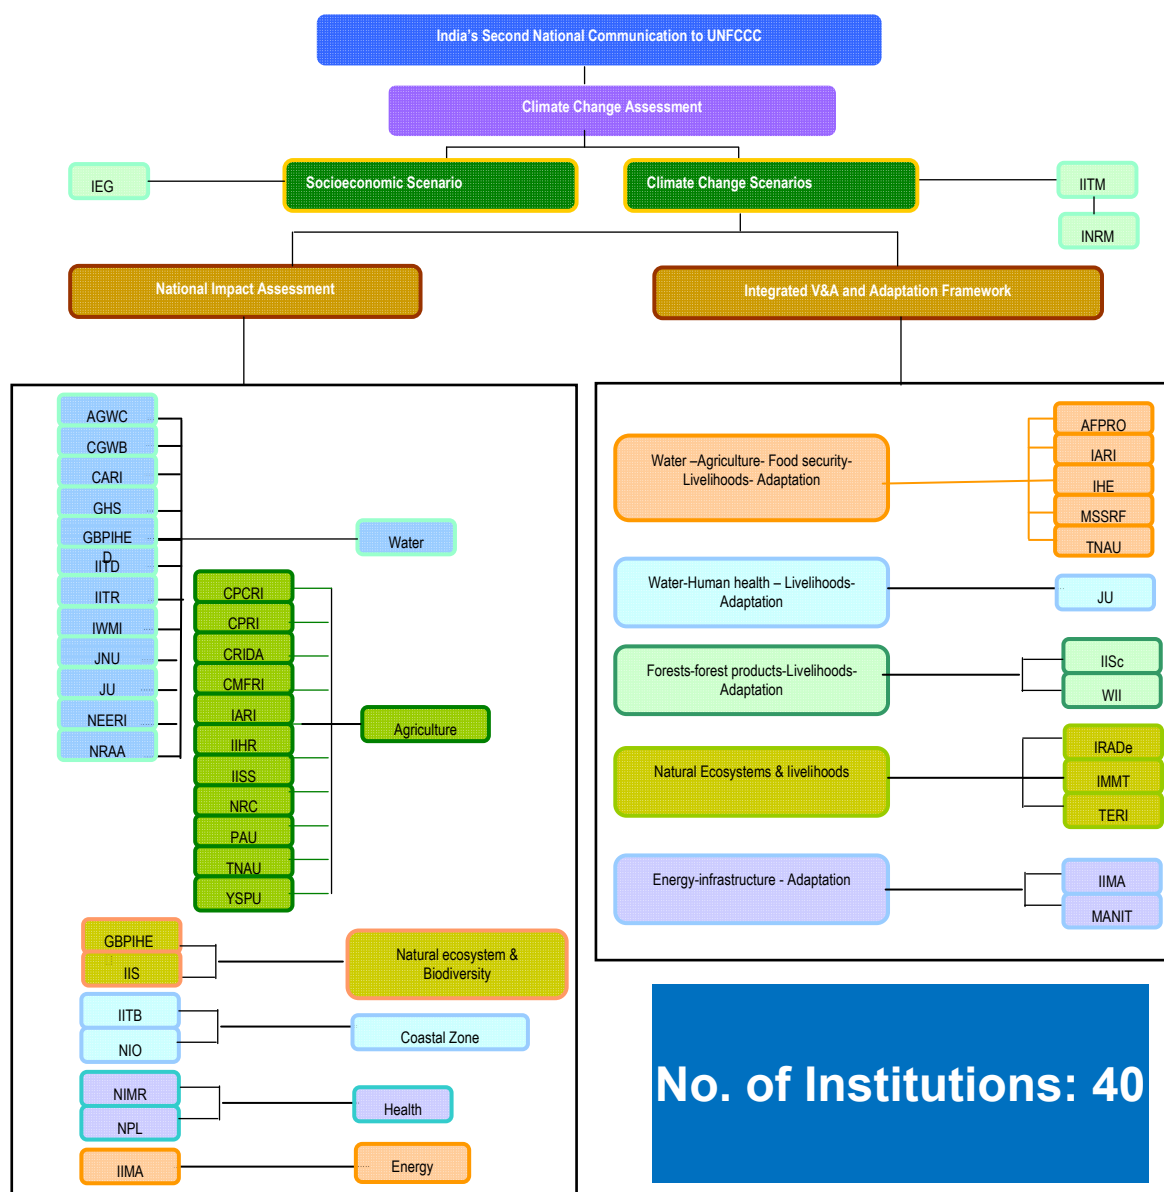 India's Second National Communication to UNFCCC
Climate Change Assessment
IEG
Socioeconomic Scenario
Climate Change Scenarios
IITM
INRM
National Impact Assessment
Integrated V&A and Adaptation Framework
AGWC
CGWB
CARI
GHS
GBPIHE
D
IITD
IITR
IWMI
JNU
JU
NEERI
NRAA
Water
CPCRI
CPRI
CRIDA
CMFRI
IARI
IIHR
IISS
NRC
PAU
TNAU
YSPU
Agriculture
GBPIHE
IIS
Natural ecosystem &
Biodiversity
IITB
NIO
Coastal Zone
NIMR
NPL
Health
IIMA
Energy
Water –Agriculture- Food security-
Livelihoods- Adaptation
AFPRO
IARI
IHE
MSSRF
TNAU
Water-Human health – Livelihoods-
Adaptation
JU
Forests-forest products-Livelihoods-
Adaptation
IISc
WII
Natural Ecosystems & livelihoods
IRADe
IMMT
TERI
Energy-infrastructure - Adaptation
IIMA
MANIT
No. of Institutions: 40